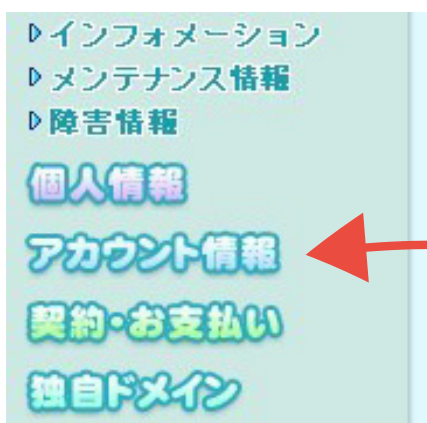 インフォメーション
メンテナンス情報
障害情報
個人情報
アカウント情報
契約・お支払い
独自ドメイン